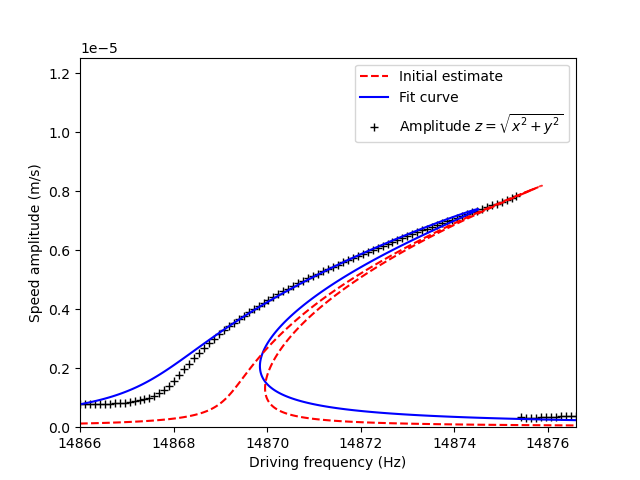 1e−5
1.2
1.0
0.8
0.6
0.4
0.2
0.0
Speed amplitude (m/s)
Initial estimate
Fit curve
Amplitude z = √x² + y²
14866 14868 14870 14872 14874 14876
Driving frequency (Hz)